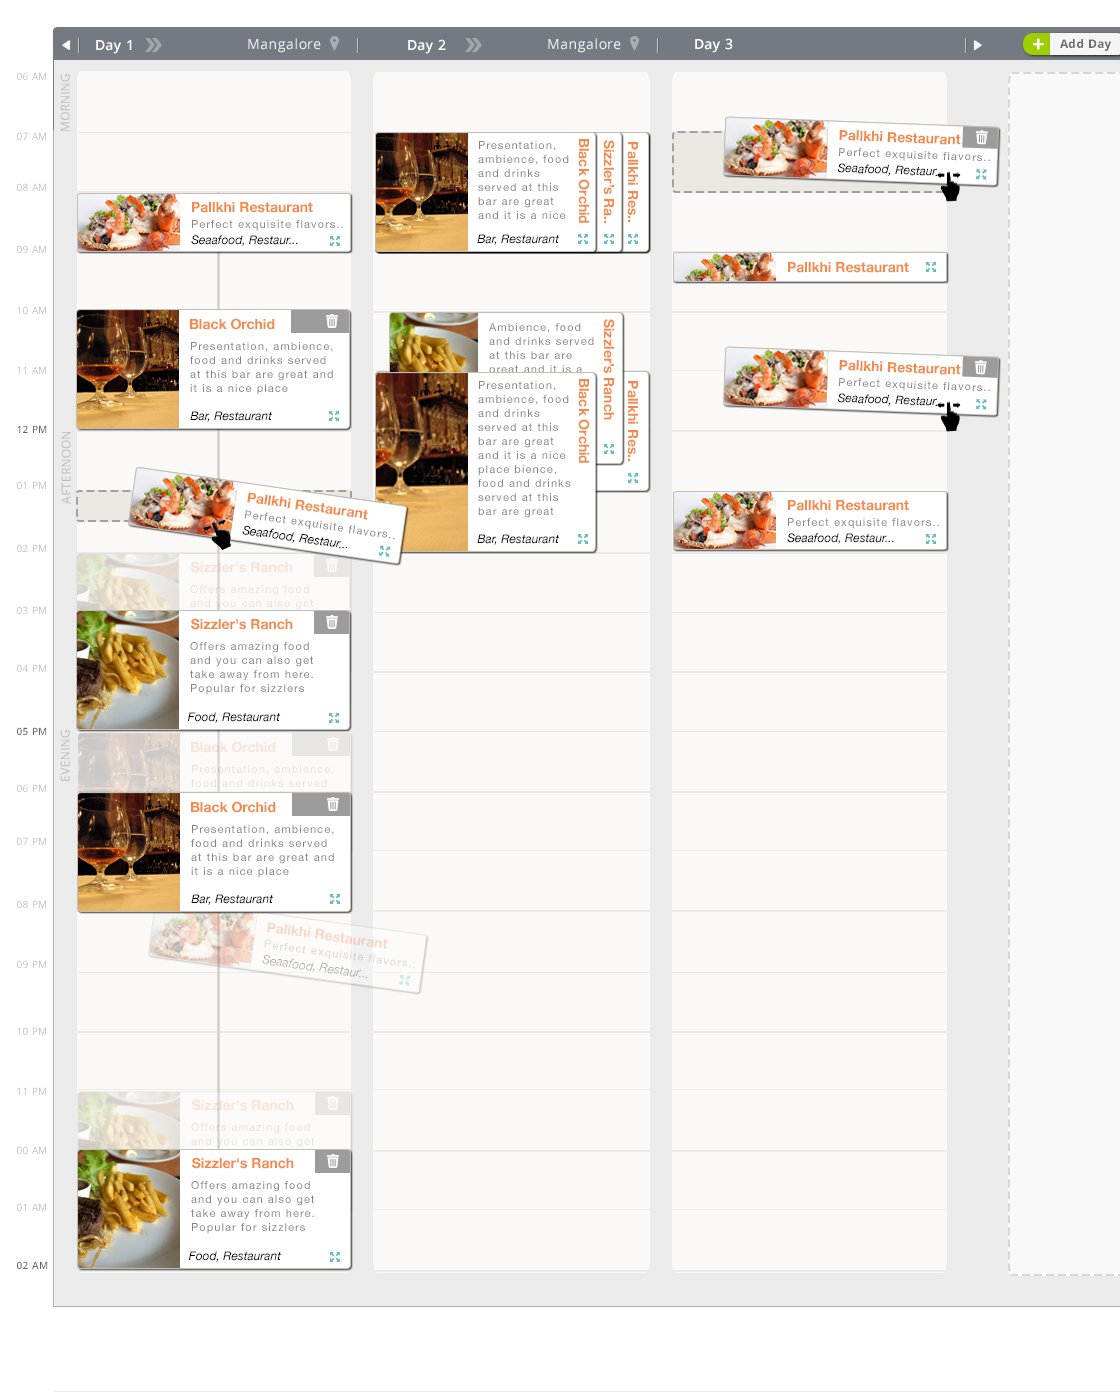 Day 1
Mangalore
Day 2
Mangalore
Day 3
Add Day
06 AM
07 AM
08 AM
09 AM
10 AM
11 AM
12 PM
01 PM
02 PM
03 PM
04 PM
05 PM
06 PM
07 PM
08 PM
09 PM
10 PM
11 PM
00 AM
01 AM
02 AM
MORNING
AFTERNOON
EVENING
Pallkhi Restaurant
Perfect exquisite flavors..
Seaafood, Restaur...
Black Orchid
Presentation, ambience,
food and drinks served
at this bar are great and
it is a nice place
Bar, Restaurant
Pallkhi Restaurant
Perfect exquisite flavors..
Seaafood, Restaur...
Sizzler's Ranch
Offers amazing food
and you can also get
Sizzler's Ranch
Offers amazing food
and you can also get
take away from here.
Popular for sizzlers
Food, Restaurant
Black Orchid
Presentation, ambience,
food and drinks served
Black Orchid
Presentation, ambience,
food and drinks served
at this bar are great and
it is a nice place
Bar, Restaurant
Pallkhi Restaurant
Perfect exquisite flavors..
Seaafood, Restaur...
Sizzler's Ranch
Offers amazing food
and you can also get
Sizzler's Ranch
Offers amazing food
and you can also get
take away from here.
Popular for sizzlers
Food, Restaurant
Presentation,
ambience, food
and drinks
served at this
bar are great
and it is a nice
Bar, Restaurant
Black Orchid
Sizzler's Ra..
Pallkhi Res..
Ambience, food
and drinks served
at this bar are
great and it is a
Sizzler's Ranch
Presentation,
ambience, food
and drinks
served at this
bar are great
and it is a nice
place bience,
food and drinks
served at this
bar are great
Bar, Restaurant
Black Orchid
Pallkhi Res..
Pallkhi Restaurant
Perfect exquisite flavors..
Seaafood, Restaur...
Pallkhi Restaurant
Pallkhi Restaurant
Perfect exquisite flavors..
Seaafood, Restaur...
Pallkhi Restaurant
Perfect exquisite flavors..
Seaafood, Restaur...